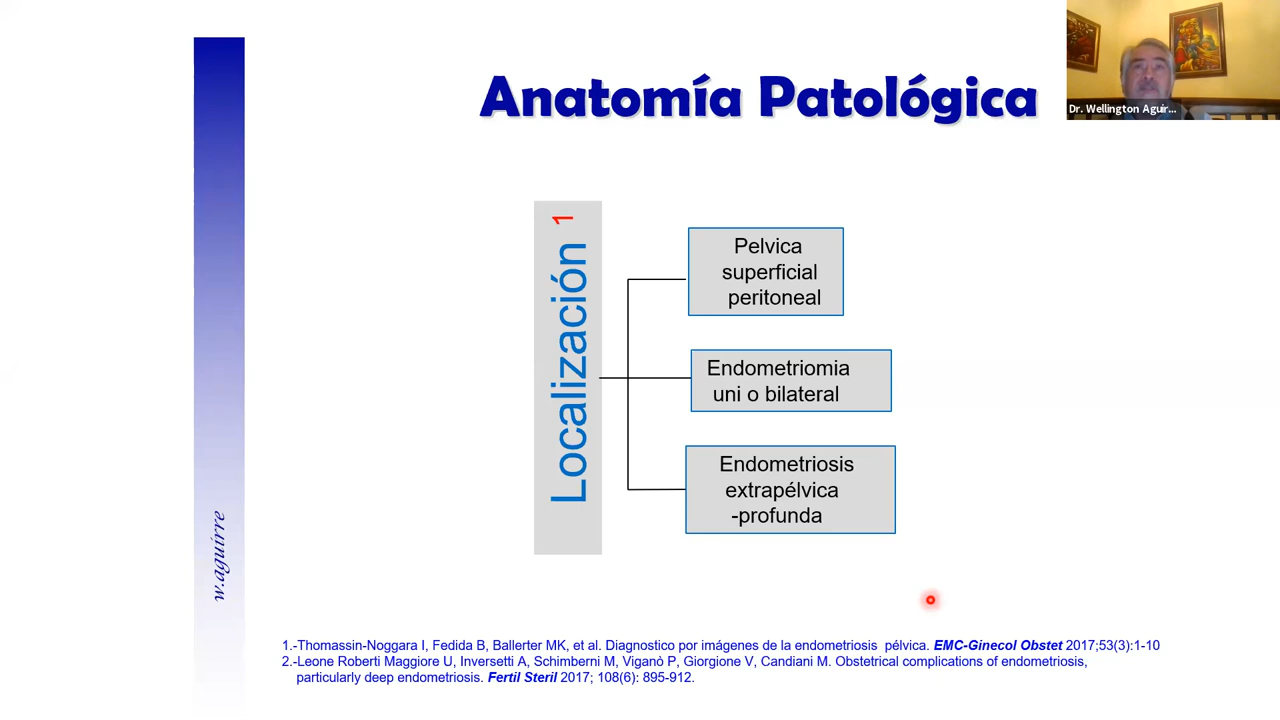 Anatomía Patológica
Dr. Wellington Aguir...
Localización 1
Pelvica
superficial
peritoneal
Endometriomia
uni o bilateral
Endometriosis
extrapélvica
-profunda
w.aguirre
1.-Thomassin-Noggara I, Fedida B, Ballerter MK, et al. Diagnostico por imágenes de la endometriosis pélvica. EMC-Ginecol Obstet 2017;53(3):1-10
2.-Leone Roberti Maggiore U, Inversetti A, Schimberni M, Viganò P, Giorgione V, Candiani M. Obstetrical complications of endometriosis,
particularly deep endometriosis. Fertil Steril 2017; 108(6): 895-912.